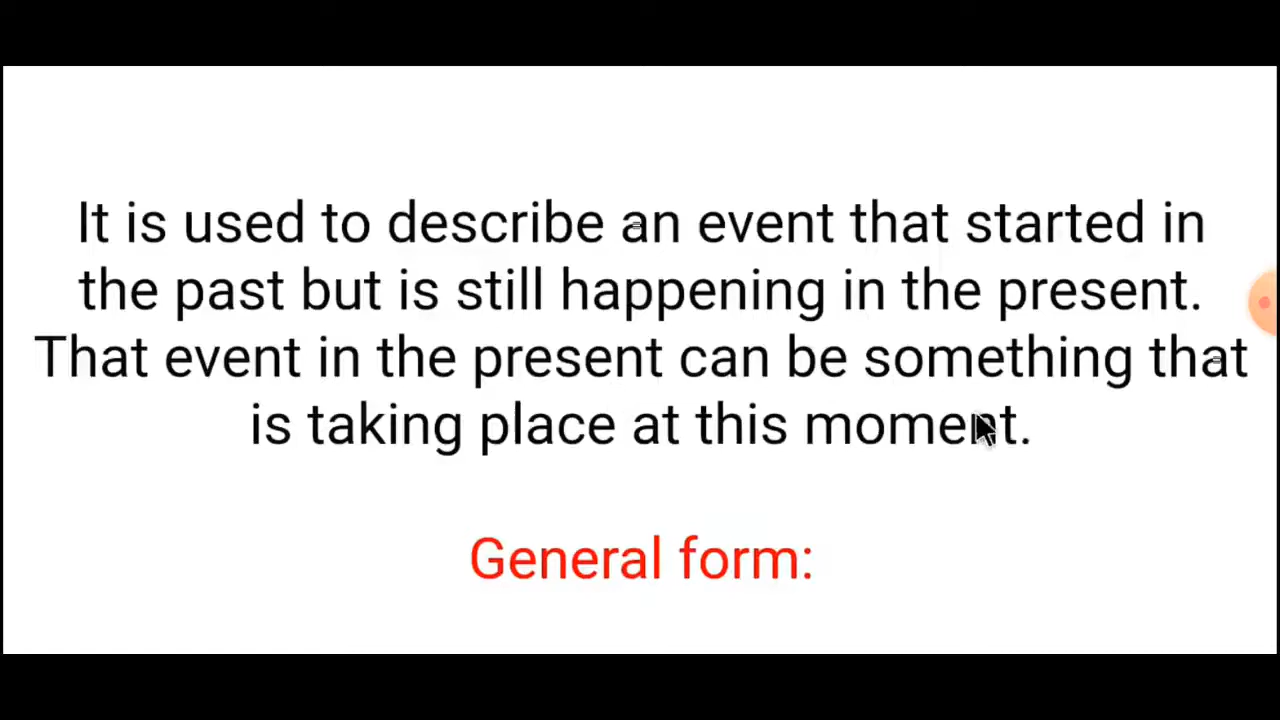 It is used to describe an event that started in
the past but is still happening in the present.
That event in the present can be something that
is taking place at this moment.
General form: